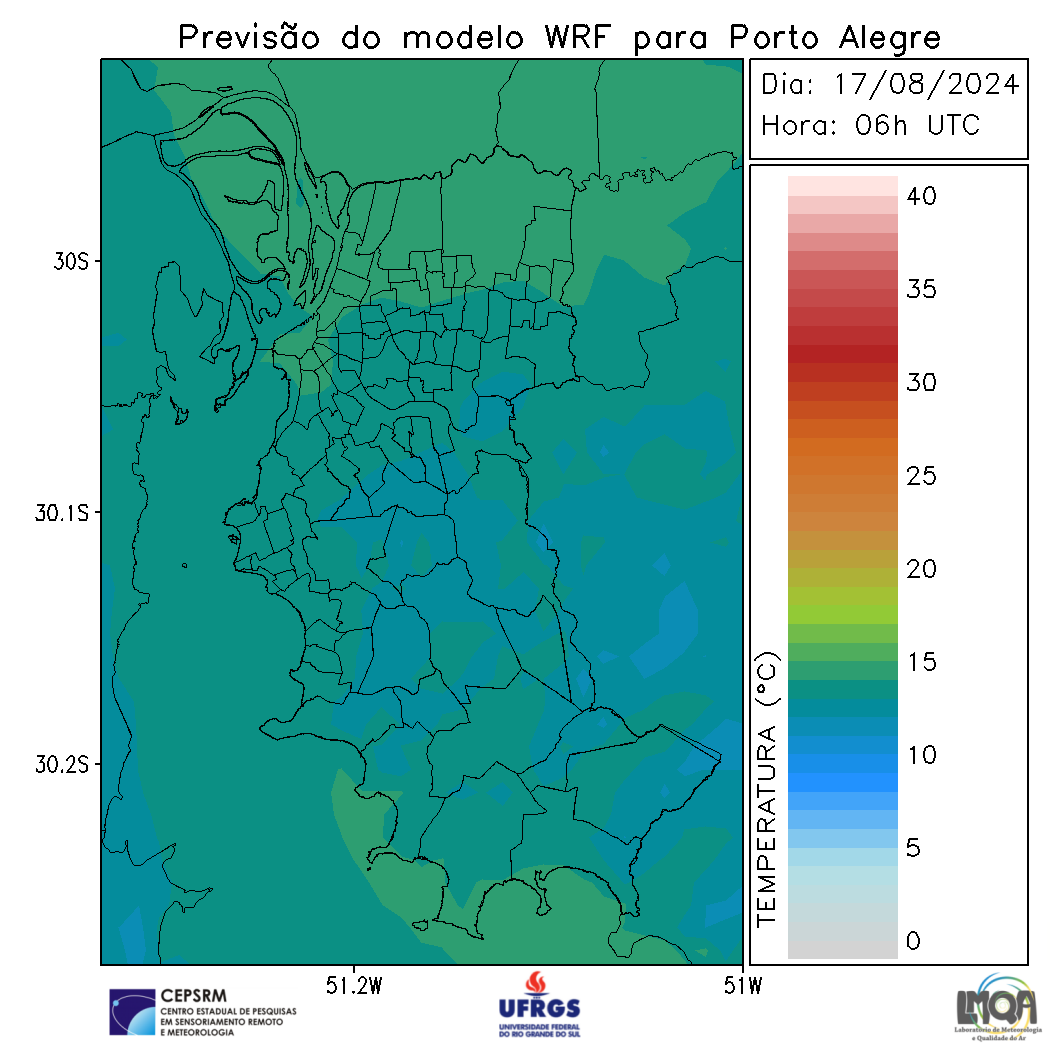 Previsão do modelo WRF para Porto Alegre
Dia: 17/08/2024
Hora: 06h UTC
40
35
30
25
20
15
10
5
0
TEMPERATURA (°C)
30S
30.1S
30.2S
51.2W
51W
CEPSRM
CENTRO ESTADUAL DE PESQUISAS
EM SENSORIAMENTO REMOTO
E METEOROLOGIA
UFRGS
UNIVERSIDADE FEDERAL
DO RIO GRANDE DO SUL
LMQA
Laboratório de Meteorologia
e Qualidade do Ar